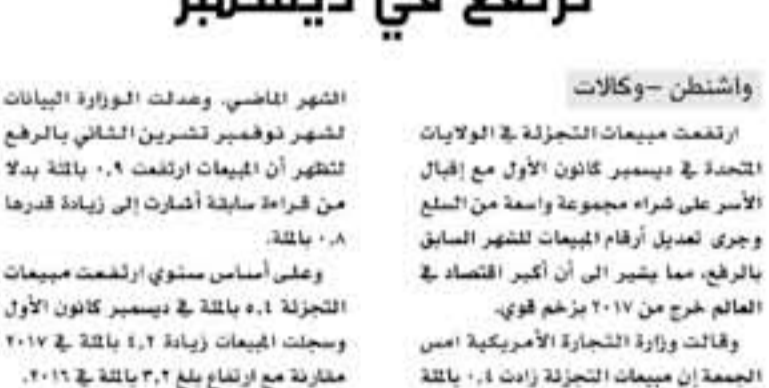 ترتفع في ديسمبر
واشنطن -وكالات
ارتفعت مبيعات التجزئة في الولايات
المتحدة في ديسمبر كانون الأول مع إقبال
الأسر على شراء مجموعة واسعة من السلع
وجرى تعديل أرقام المبيعات للشهر السابق
بالرفع، مما يشير الى أن أكبر اقتصاد في
العالم خرج من ٢٠١٧ بزخم قوي.
وقالت وزارة التجارة الأمريكية امس
الجمعة إن مبيعات التجزئة زادت ٠,٤ بالمئة
الشهر الماضي. وعدلت الوزارة البيانات
لشهر نوفمبر تشرين الثاني بالرفع
لتظهر أن المبيعات ارتفعت ٠,٩ بالمئة بدلا
من قراءة سابقة أشارت إلى زيادة قدرها
٠,٨ بالمئة.
وعلى أساس سنوي ارتفعت مبيعات
التجزئة ٥,٤ بالمئة في ديسمبر كانون الأول
وسجلت المبيعات زيادة ٤,٢ بالمئة في ٢٠١٧
مقارنة مع ارتفاع بلغ ٣,٢ بالمئة في ٢٠١٦.